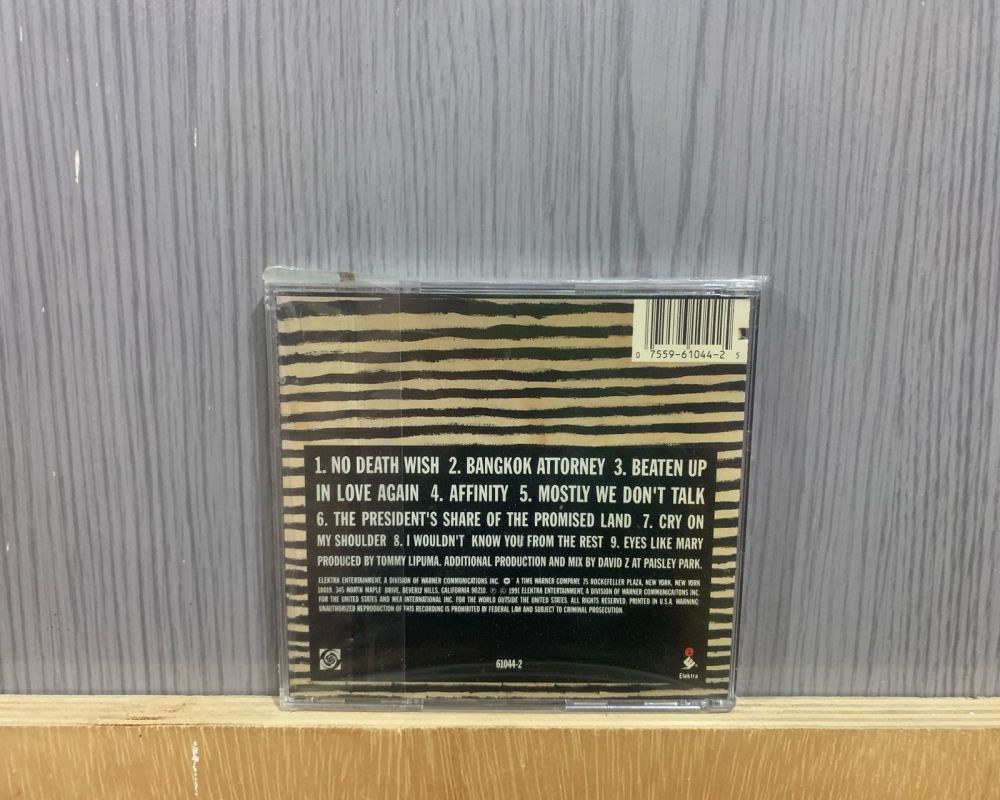 0 7559-61044-2 5
1. NO DEATH WISH 2. BANGKOK ATTORNEY 3. BEATEN UP
IN LOVE AGAIN 4. AFFINITY 5. MOSTLY WE DON'T TALK
6. THE PRESIDENT'S SHARE OF THE PROMISED LAND 7. CRY ON
MY SHOULDER 8. I WOULDN'T KNOW YOU FROM THE REST 9. EYES LIKE MARY
PRODUCED BY TOMMY LIPUMA. ADDITIONAL PRODUCTION AND MIX BY DAVID Z AT PAISLEY PARK.
ELEKTRA ENTERTAINMENT, A DIVISION OF WARNER COMMUNICATIONS INC. A TIME WARNER COMPANY. 75 ROCKEFELLER PLAZA, NEW YORK, NEW YORK
10019. 345 NORTH MAPLE DRIVE, BEVERLY HILLS, CALIFORNIA 90210. ℗ © 1991 ELEKTRA ENTERTAINMENT, A DIVISION OF WARNER COMMUNICAITONS INC.
FOR THE UNITED STATES AND WEA INTERNATIONAL INC. FOR THE WORLD OUTSIDE THE UNITED STATES. ALL RIGHTS RESERVED. PRINTED IN U.S.A. WARNING
UNAUTHORIZED REPRODUCTION OF THIS RECORDING IS PROHIBITED BY FEDERAL LAW AND SUBJECT TO CRIMINAL PROSECUTION.
61044-2
Elektra